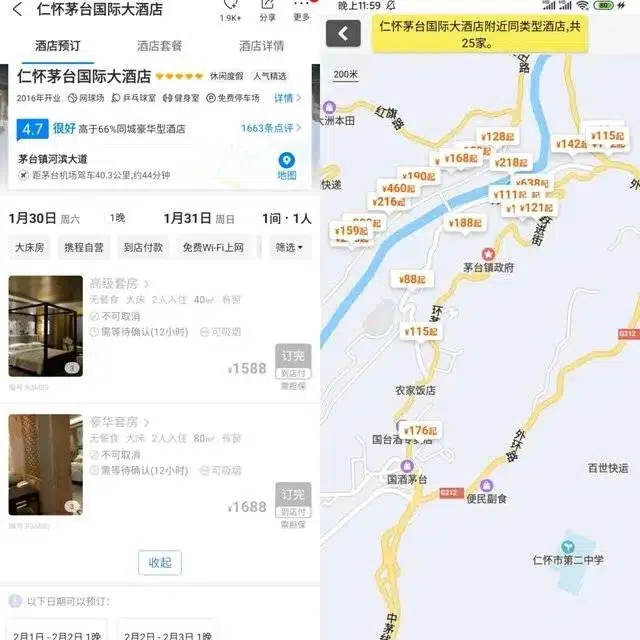 仁怀茅台国际大酒店
1.9K+
分享
更多
酒店预订
酒店套餐
酒店详情
仁怀茅台国际大酒店
休闲度假
人气精选
2016年开业
网球场
乒乓球室
健身室
免费停车场
详情
4.7 很好 高于66%同城豪华型酒店
1663条点评
茅台镇河滨大道
距茅台机场驾车40.3公里,约44分钟
地图
1月30日 周六
1晚
1月31日 周日
1间·1人
大床房
携程自营
到店付款
免费Wi-Fi上网
筛选
高级套房
无餐食 大床 2人入住 40㎡ 有窗
不可取消
需等待确认(12小时)
可吸烟
¥1588
订完
到店付
需担保
豪华套房
无餐食 大床 2人入住 80㎡ 有窗
不可取消
需等待确认(12小时)
可吸烟
¥1688
订完
到店付
需担保
收起
以下日期可以预订:
2月1日 - 2月2日 1晚
2月2日 - 2月3日 1晚
晚上11:59
80
仁怀茅台国际大酒店附近同类型酒店,共
25家。
200米
红旗路
¥128起
¥142起
¥115起
¥168起
¥218起
¥190起
¥638起
¥460起
¥111起
¥216起
¥121起
¥188起
¥159起
快递
茅台镇政府
¥88起
¥115起
农家饭店
¥176起
外环路
国酒茅台
G212
G212
便民副食
百世快运
仁怀市第二中学
中茅线